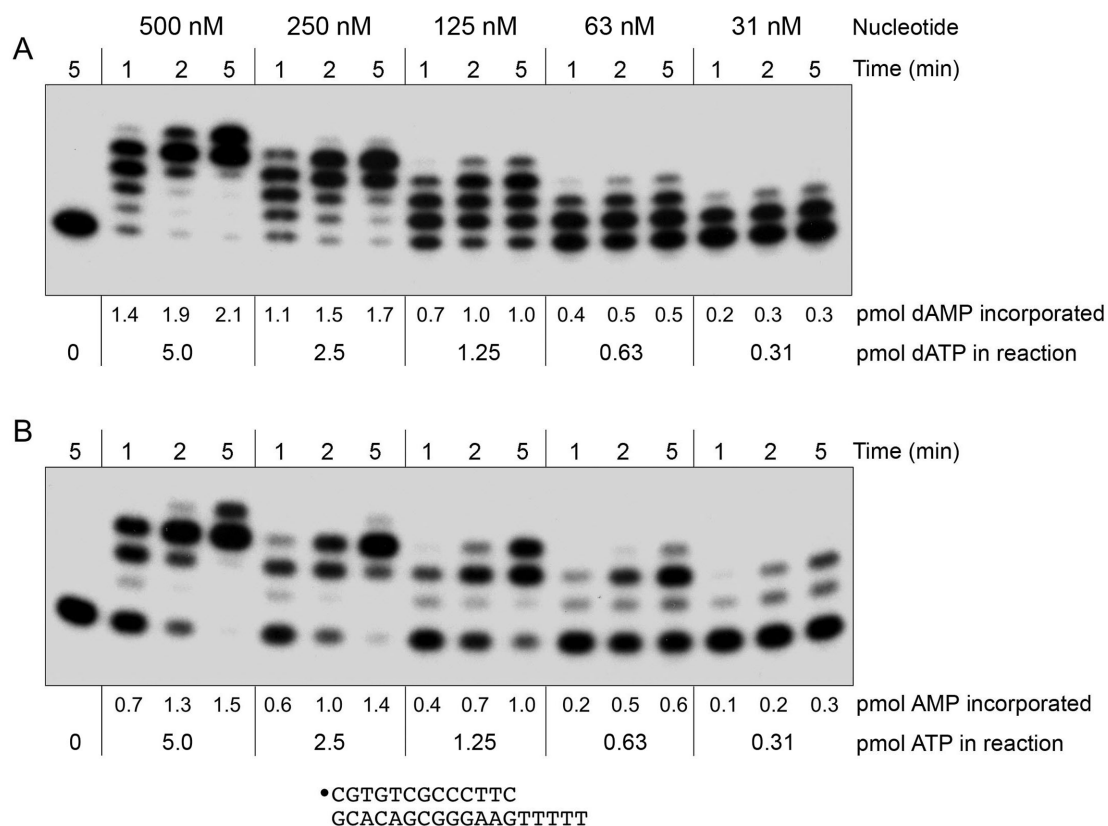 500 nM 250 nM 125 nM 63 nM 31 nM Nucleotide
A
5 1 2 5 1 2 5 1 2 5 1 2 5 1 2 5 Time (min)
1.4 1.9 2.1 1.1 1.5 1.7 0.7 1.0 1.0 0.4 0.5 0.5 0.2 0.3 0.3 pmol dAMP incorporated
0 5.0 2.5 1.25 0.63 0.31 pmol dATP in reaction
B
5 1 2 5 1 2 5 1 2 5 1 2 5 1 2 5 Time (min)
0.7 1.3 1.5 0.6 1.0 1.4 0.4 0.7 1.0 0.2 0.5 0.6 0.1 0.2 0.3 pmol AMP incorporated
0 5.0 2.5 1.25 0.63 0.31 pmol ATP in reaction
•CGTGTCGCCCTTC
GCACAGCGGGAAGTTTTT